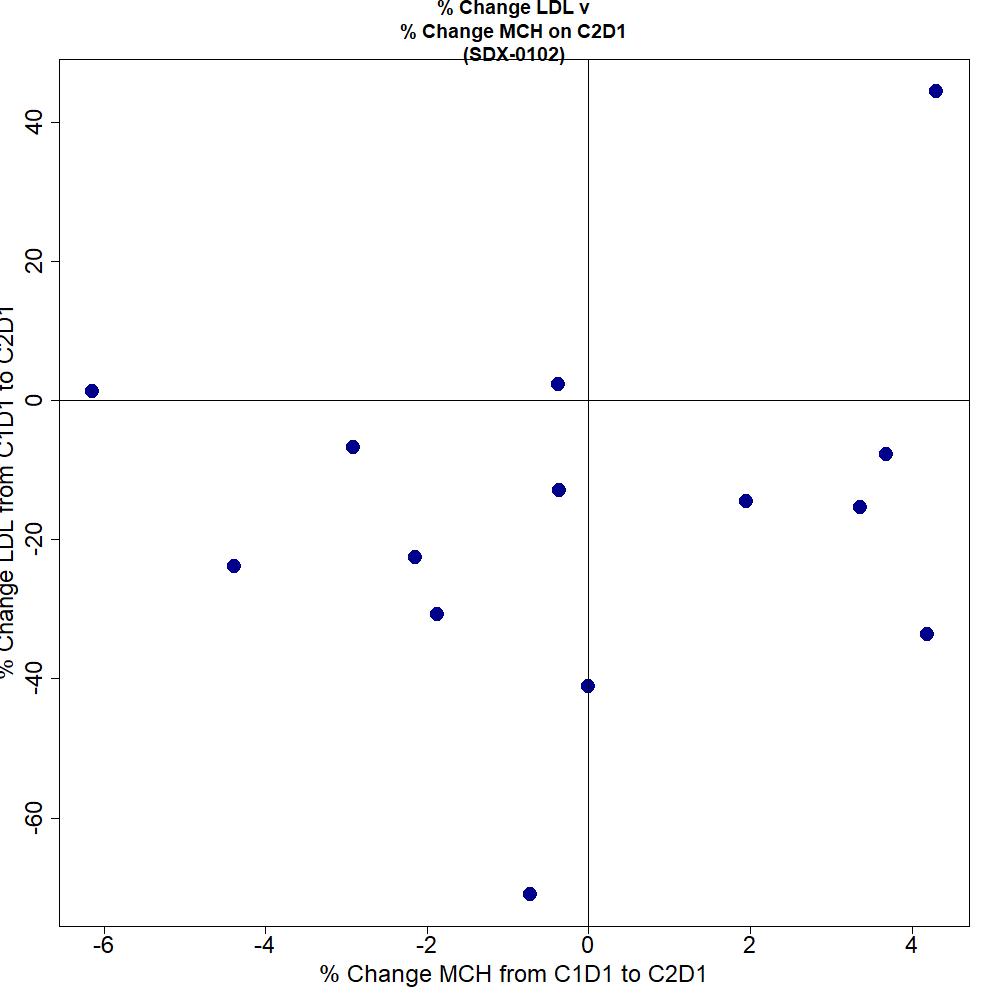 % Change LDL v
% Change MCH on C2D1
(SDX-0102)
40
20
0
-20
-40
-60
% Change LDL from C1D1 to C2D1
-6
-4
-2
0
2
4
% Change MCH from C1D1 to C2D1